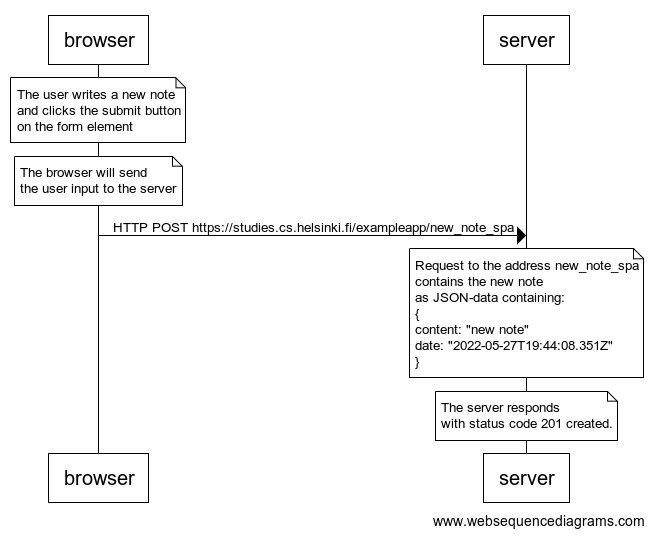 browser
server
The user writes a new note
and clicks the submit button
on the form element
The browser will send
the user input to the server
HTTP POST https://studies.cs.helsinki.fi/exampleapp/new_note_spa
Request to the address new_note_spa
contains the new note
as JSON-data containing:
{
content: "new note"
date: "2022-05-27T19:44:08.351Z"
}
The server responds
with status code 201 created.
browser
server
www.websequencediagrams.com